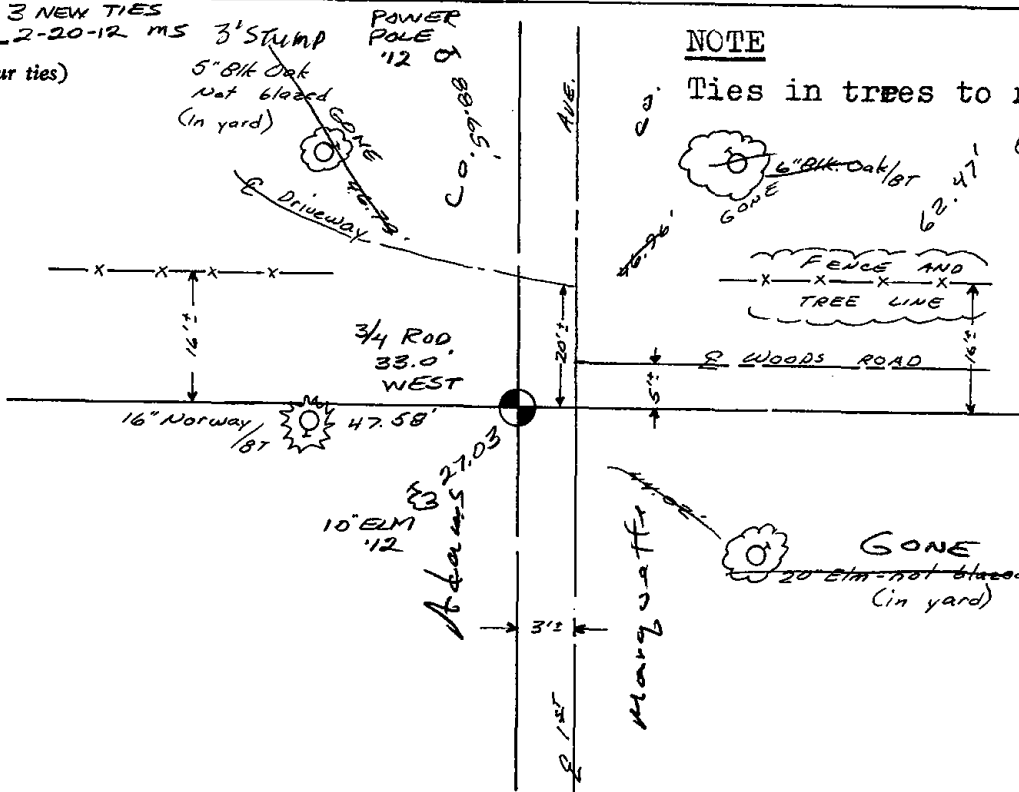 3 NEW TIES
2-20-12 MS
ur ties)
3' Stump
5" Blk Oak
Not blazed
(in yard)
GONE
46.79'
℄ Driveway
POWER
POLE
'12
88.65'
Co.
AVE.
Co.
NOTE
Ties in trees to
6" Blk. Oak/BT
GONE
62.47'
46.96'
FENCE AND
TREE LINE
16'±
20'±
3/4 ROD
33.0'
WEST
℄ WOODS ROAD
5'±
16'±
16" Norway
/BT
47.58'
27.03
10" ELM
'12
Adams
Marquette
GONE
20" Elm-not blazed
(in yard)
3'±
℄ 1ST